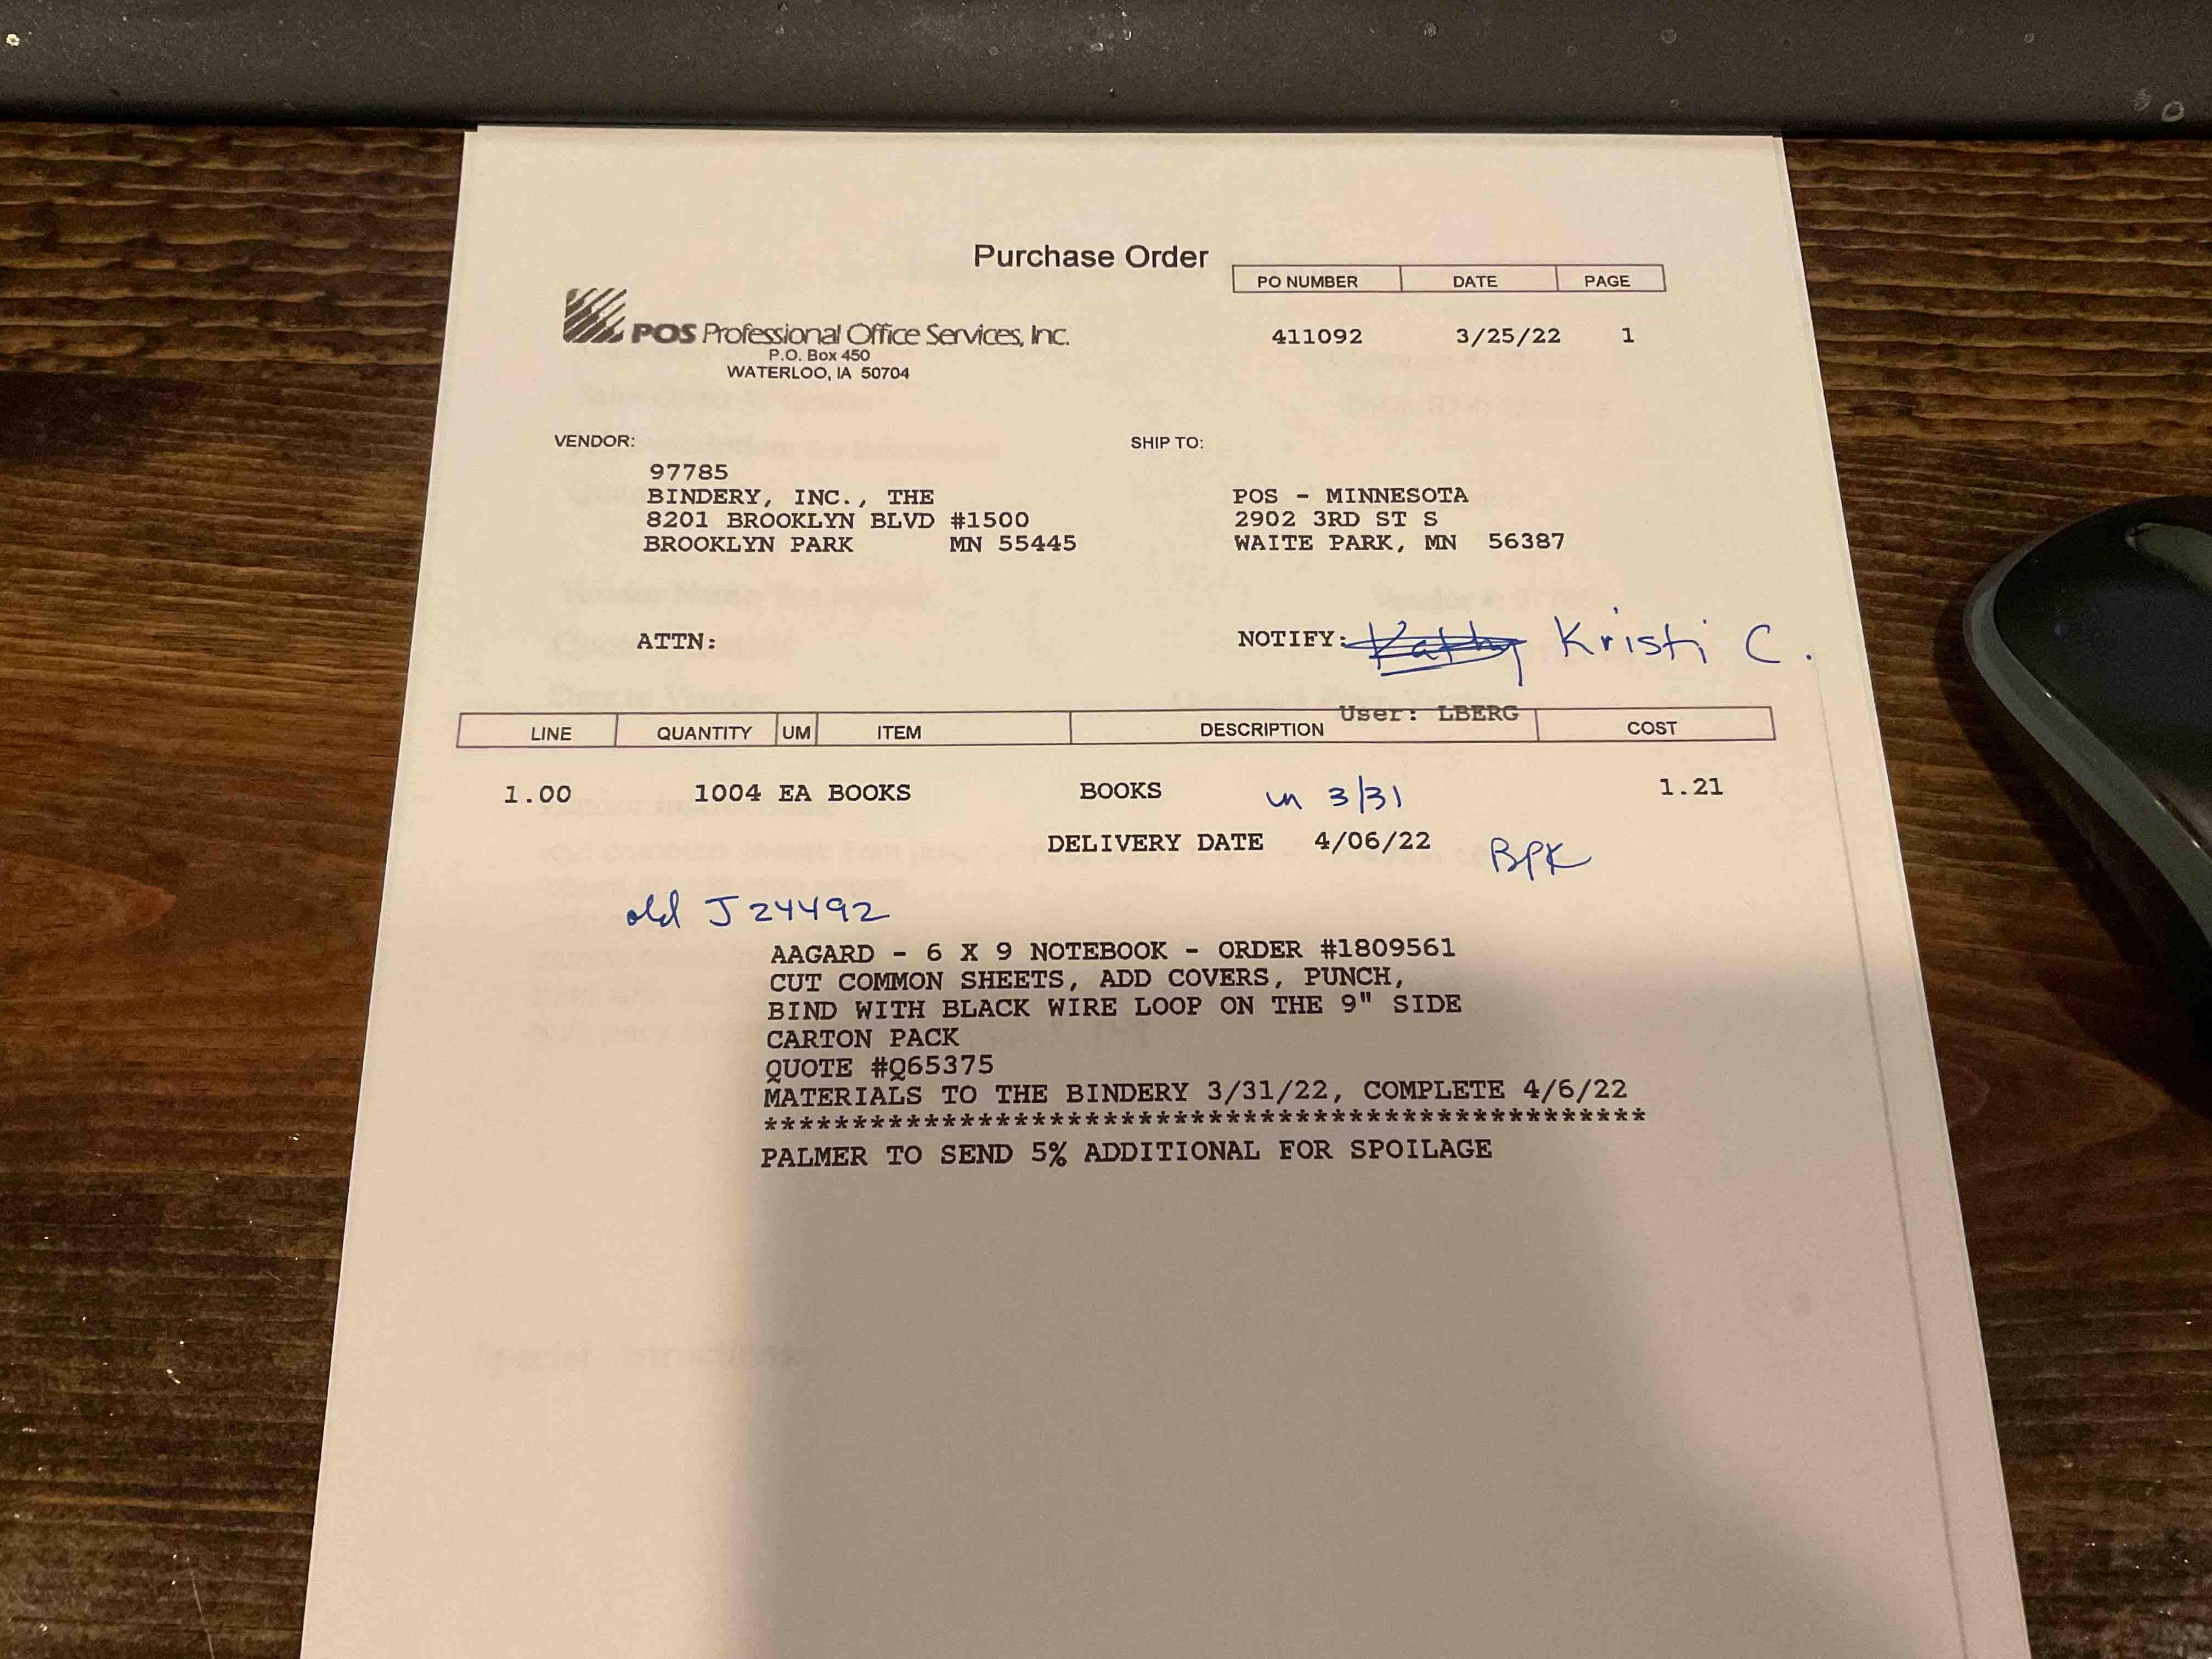 Purchase Order
PO NUMBER DATE PAGE
POS Professional Office Services, Inc.
P.O. Box 450
WATERLOO, IA 50704
411092 3/25/22 1
VENDOR: SHIP TO:
97785
BINDERY, INC., THE POS - MINNESOTA
8201 BROOKLYN BLVD #1500 2902 3RD ST S
BROOKLYN PARK MN 55445 WAITE PARK, MN 56387
ATTN: NOTIFY: Kathy Kristi C.
User: LBERG
LINE QUANTITY UM ITEM DESCRIPTION COST
1.00 1004 EA BOOKS BOOKS in 3/31 1.21
DELIVERY DATE 4/06/22 BPK
old J24492
AAGARD - 6 X 9 NOTEBOOK - ORDER #1809561
CUT COMMON SHEETS, ADD COVERS, PUNCH,
BIND WITH BLACK WIRE LOOP ON THE 9" SIDE
CARTON PACK
QUOTE #Q65375
MATERIALS TO THE BINDERY 3/31/22, COMPLETE 4/6/22
**************************************************
PALMER TO SEND 5% ADDITIONAL FOR SPOILAGE